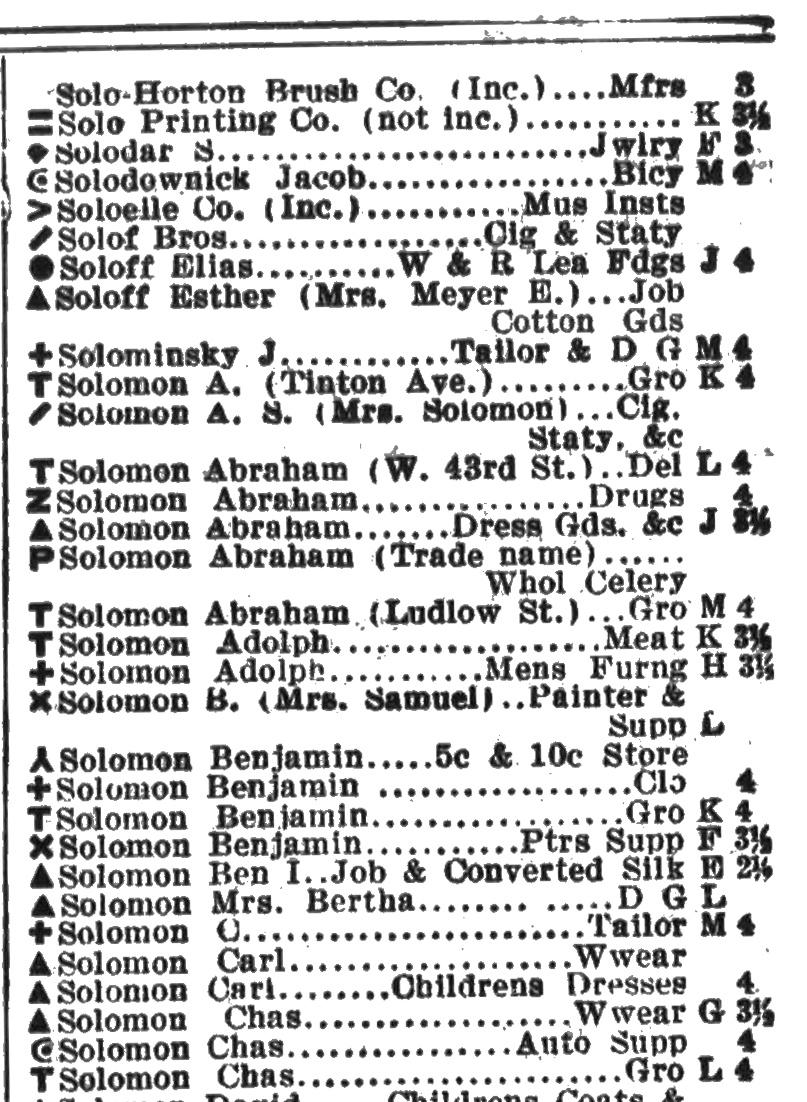 Solo-Horton Brush Co. (Inc.)....Mfrs 3
=Solo Printing Co. (not inc.)........... K 3½
◆Solodar S............................Jwlry F 3
Solodownick Jacob..................Bicy M 4
>Soloelle Co. (Inc.)............Mus Insts
Solof Bros...................Cig & Staty
●Soloff Elias...........W & R Lea Fdgs J 4
▲Soloff Esther (Mrs. Meyer E.)...Job
Cotton Gds
+Solominsky J.............Tailor & D G M 4
TSolomon A. (Tinton Ave.).........Gro K 4
Solomon A. S. (Mrs. Solomon)...Cig.
Staty, &c
TSolomon Abraham (W. 43rd St.)..Del L 4
ZSolomon Abraham.................Drugs 4
▲Solomon Abraham.......Dress Gds. &c J 3½
PSolomon Abraham (Trade name)......
Whol Celery
TSolomon Abraham (Ludlow St.)...Gro M 4
TSolomon Adolph....................Meat K 3½
+Solomon Adolph...........Mens Furng H 3½
×Solomon B. (Mrs. Samuel)..Painter &
Supp L
⅄Solomon Benjamin.....5c & 10c Store
+Solomon Benjamin ...................Clo 4
TSolomon Benjamin...................Gro K 4
×Solomon Benjamin............Ptrs Supp F 3½
▲Solomon Ben I..Job & Converted Silk E 2½
▲Solomon Mrs. Bertha........ .....D G L
+Solomon C.........................Tailor M 4
▲Solomon Carl.....................Wwear
▲Solomon Carl........Childrens Dresses 4
▲Solomon Chas....................Wwear G 3½
Solomon Chas.................Auto Supp 4
TSolomon Chas........................Gro L 4